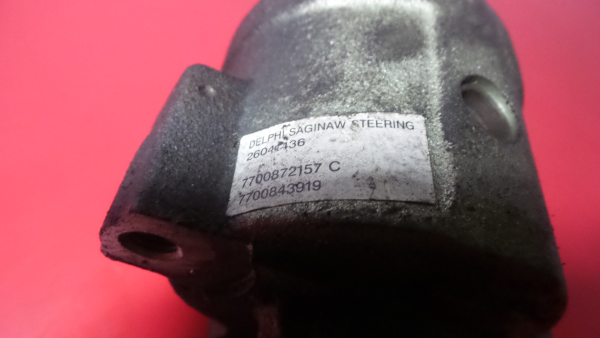 DELPHI SAGINAW STEERING
7700872157 C
7700843919